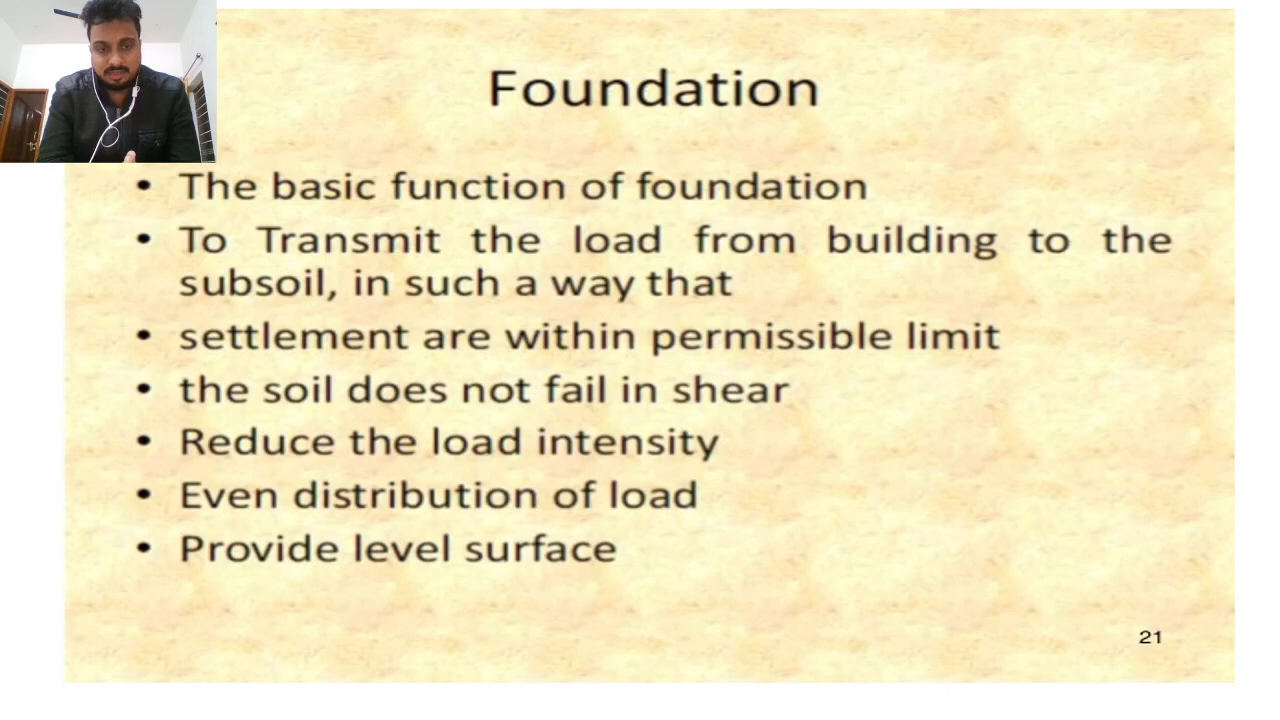 Foundation
• The basic function of foundation
• To Transmit the load from building to the
subsoil, in such a way that
• settlement are within permissible limit
• the soil does not fail in shear
• Reduce the load intensity
• Even distribution of load
• Provide level surface
21